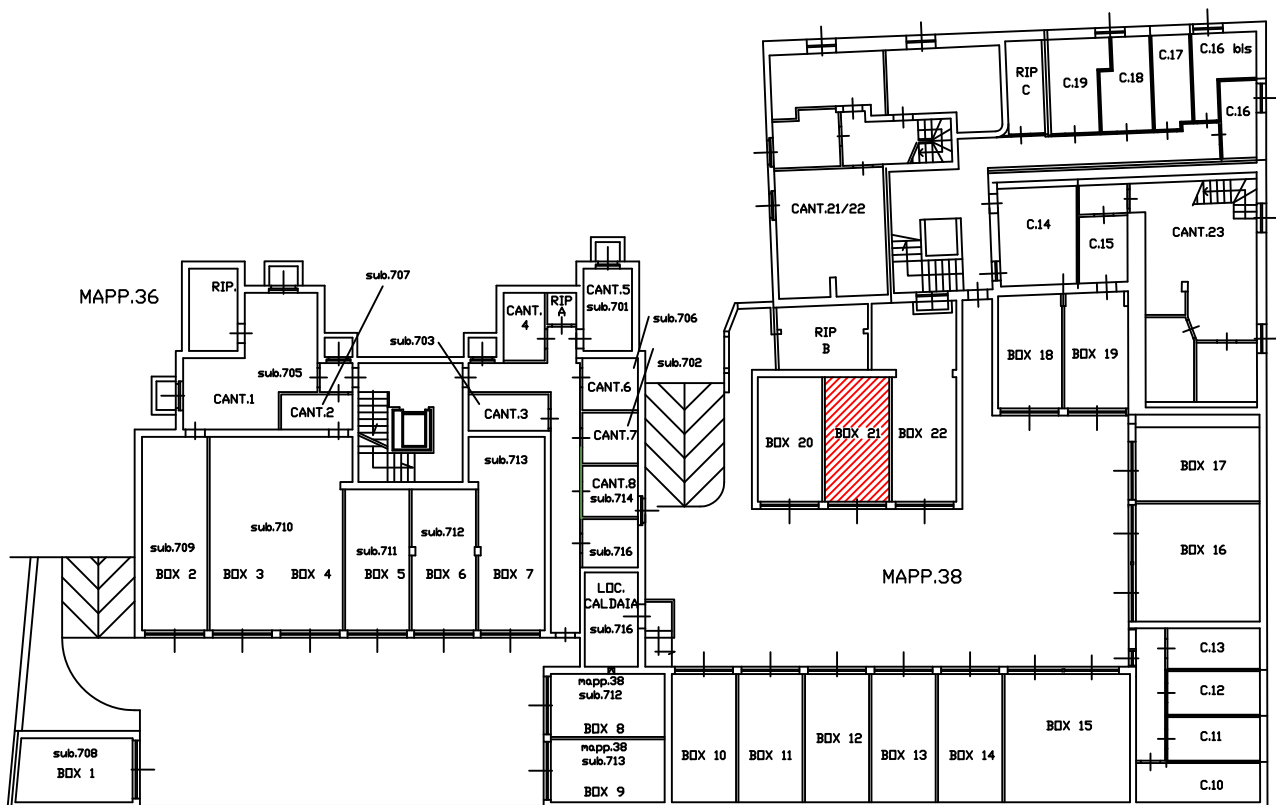 C.16 bis
C.17
RIP
C
C.19
C.18
C.16
CANT.21/22
C.14
C.15
CANT.23
MAPP.36
RIP.
sub.707
CANT.
4
RIP
A
CANT.5
sub.701
sub.706
sub.703
sub.702
RIP
B
BOX 18
BOX 19
sub.705
CANT.1
CANT.2
CANT.3
CANT.6
CANT.7
BOX 20
BOX 21
BOX 22
sub.713
CANT.8
sub.714
BOX 17
sub.710
sub.712
sub.709
sub.711
sub.716
BOX 16
BOX 2
BOX 3
BOX 4
BOX 5
BOX 6
BOX 7
MAPP.38
LOC.
CALDAIA
sub.716
C.13
mapp.38
sub.712
BOX 8
C.12
BOX 10
BOX 11
BOX 12
BOX 13
BOX 14
BOX 15
C.11
sub.708
BOX 1
mapp.38
sub.713
BOX 9
C.10